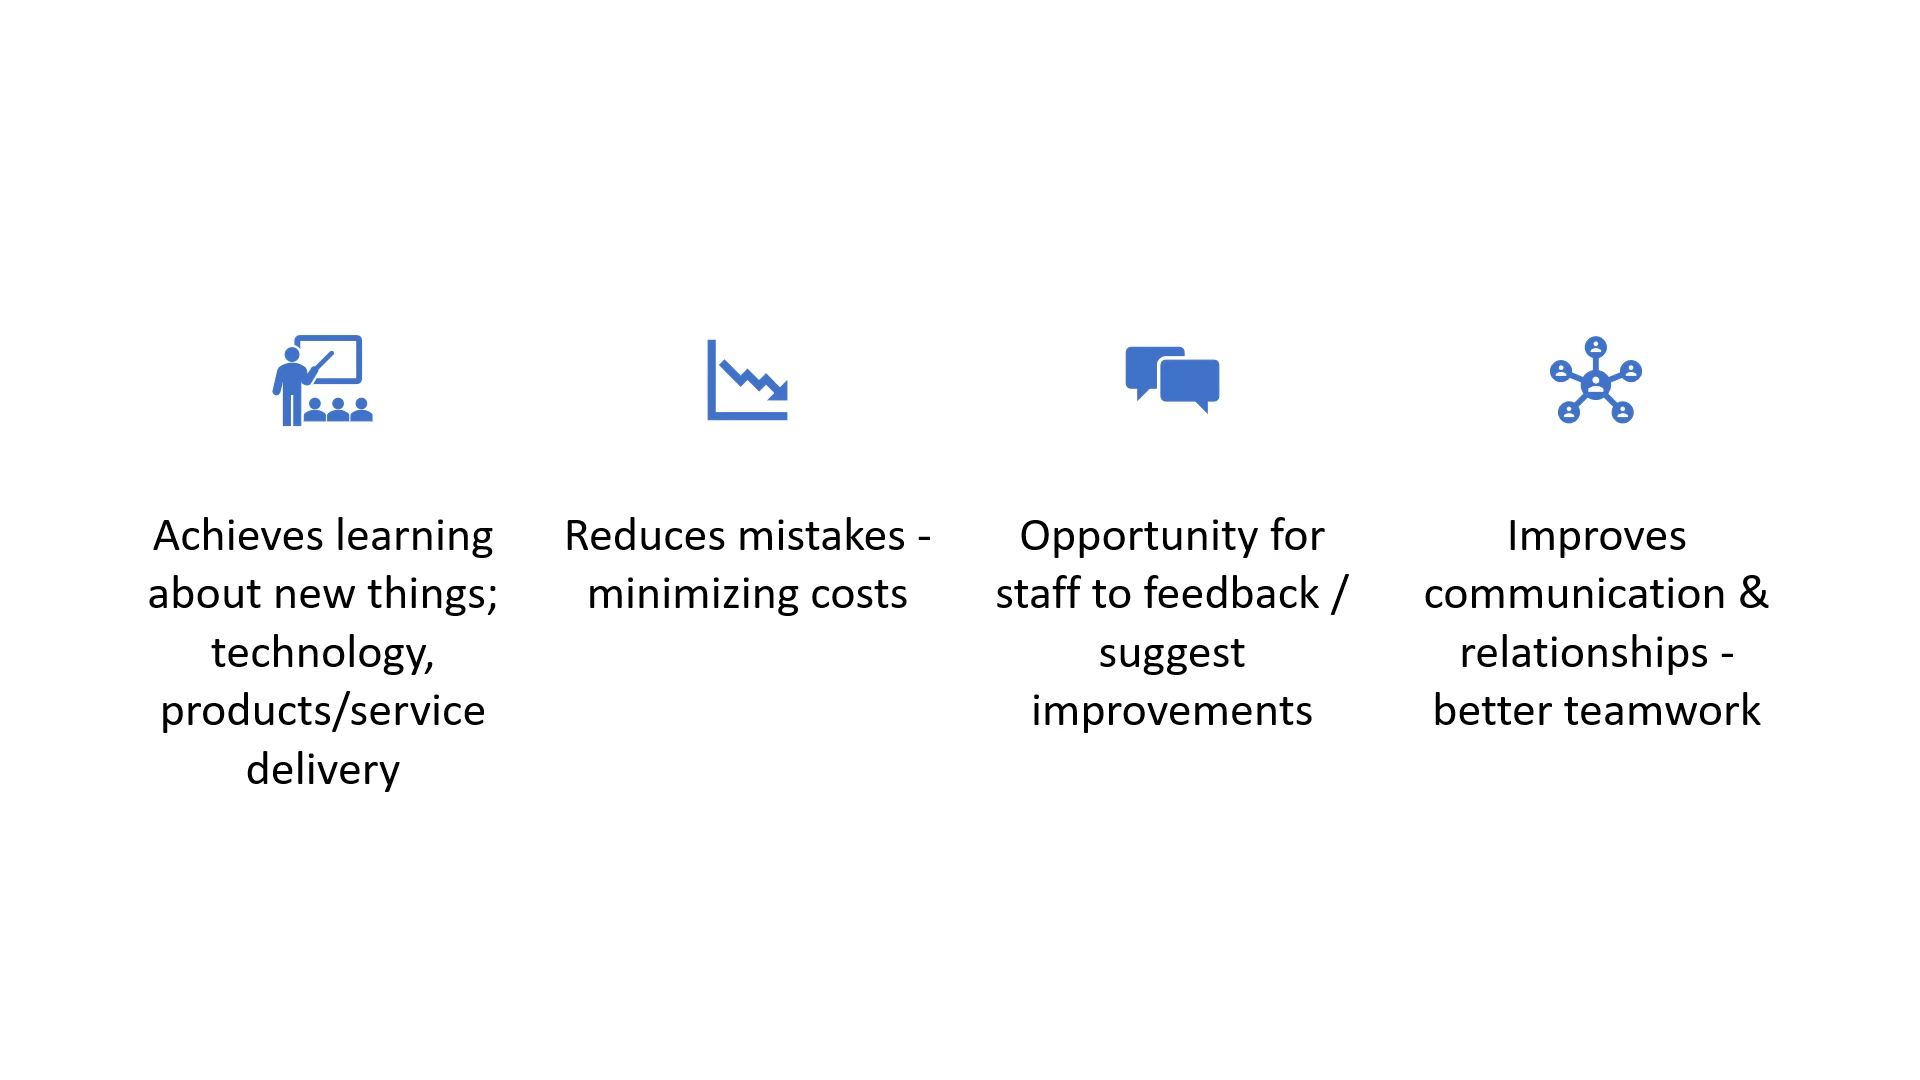 Achieves learning
about new things;
technology,
products/service
delivery
Reduces mistakes -
minimizing costs
Opportunity for
staff to feedback /
suggest
improvements
Improves
communication &
relationships -
better teamwork